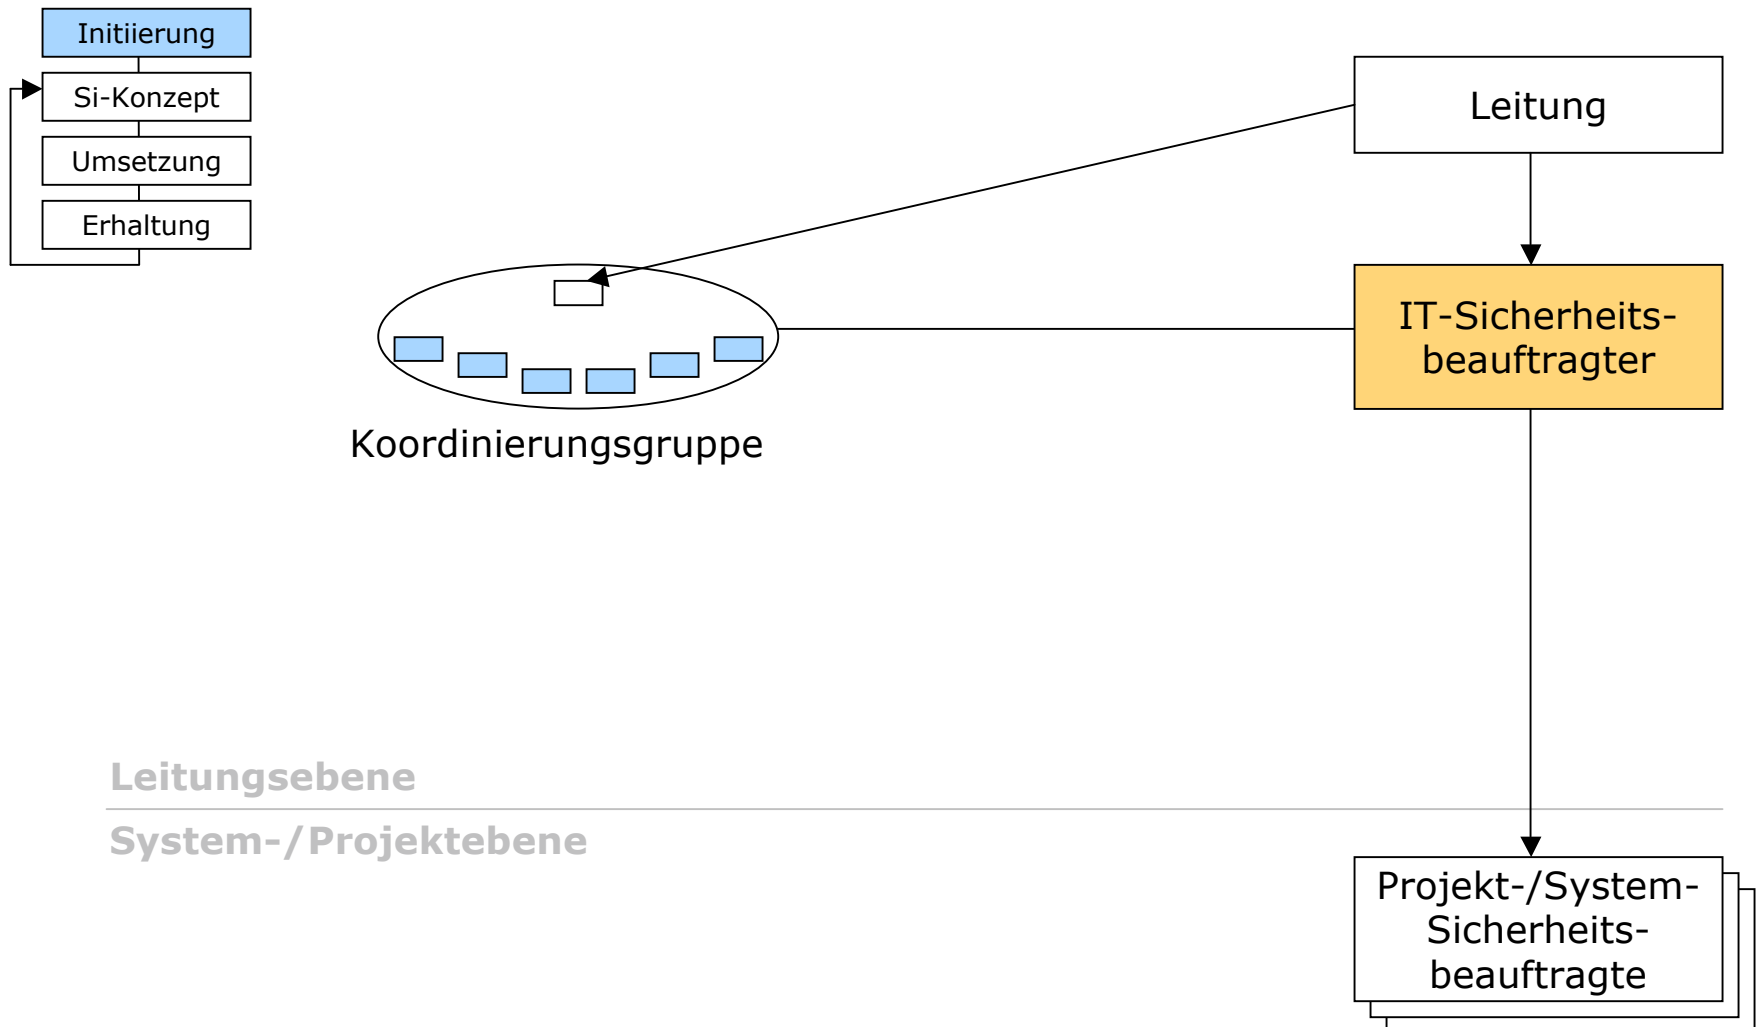 Initiierung
Si-Konzept
Umsetzung
Erhaltung
Leitung
IT-Sicherheits-
beauftragter
Koordinierungsgruppe
Leitungsebene
System-/Projektebene
Projekt-/System-
Sicherheits-
beauftragte